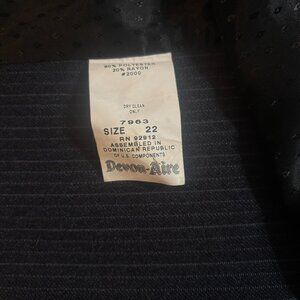 80% POLYESTER
20% RAYON
#2000
DRY CLEAN
ONLY
7963
SIZE 22
RN 92812
ASSEMBLED IN
DOMINICAN REPUBLIC
OF U.S. COMPONENTS
Devon-Aire